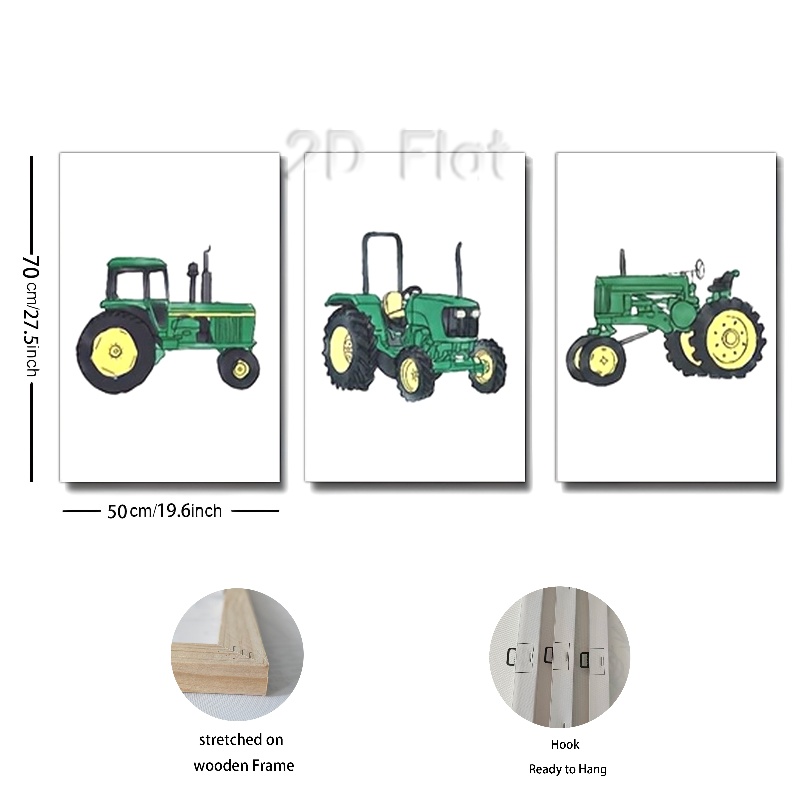 2D Flat
70 cm/27.5inch
50cm/19.6inch
stretched on
wooden Frame
Hook
Ready to Hang